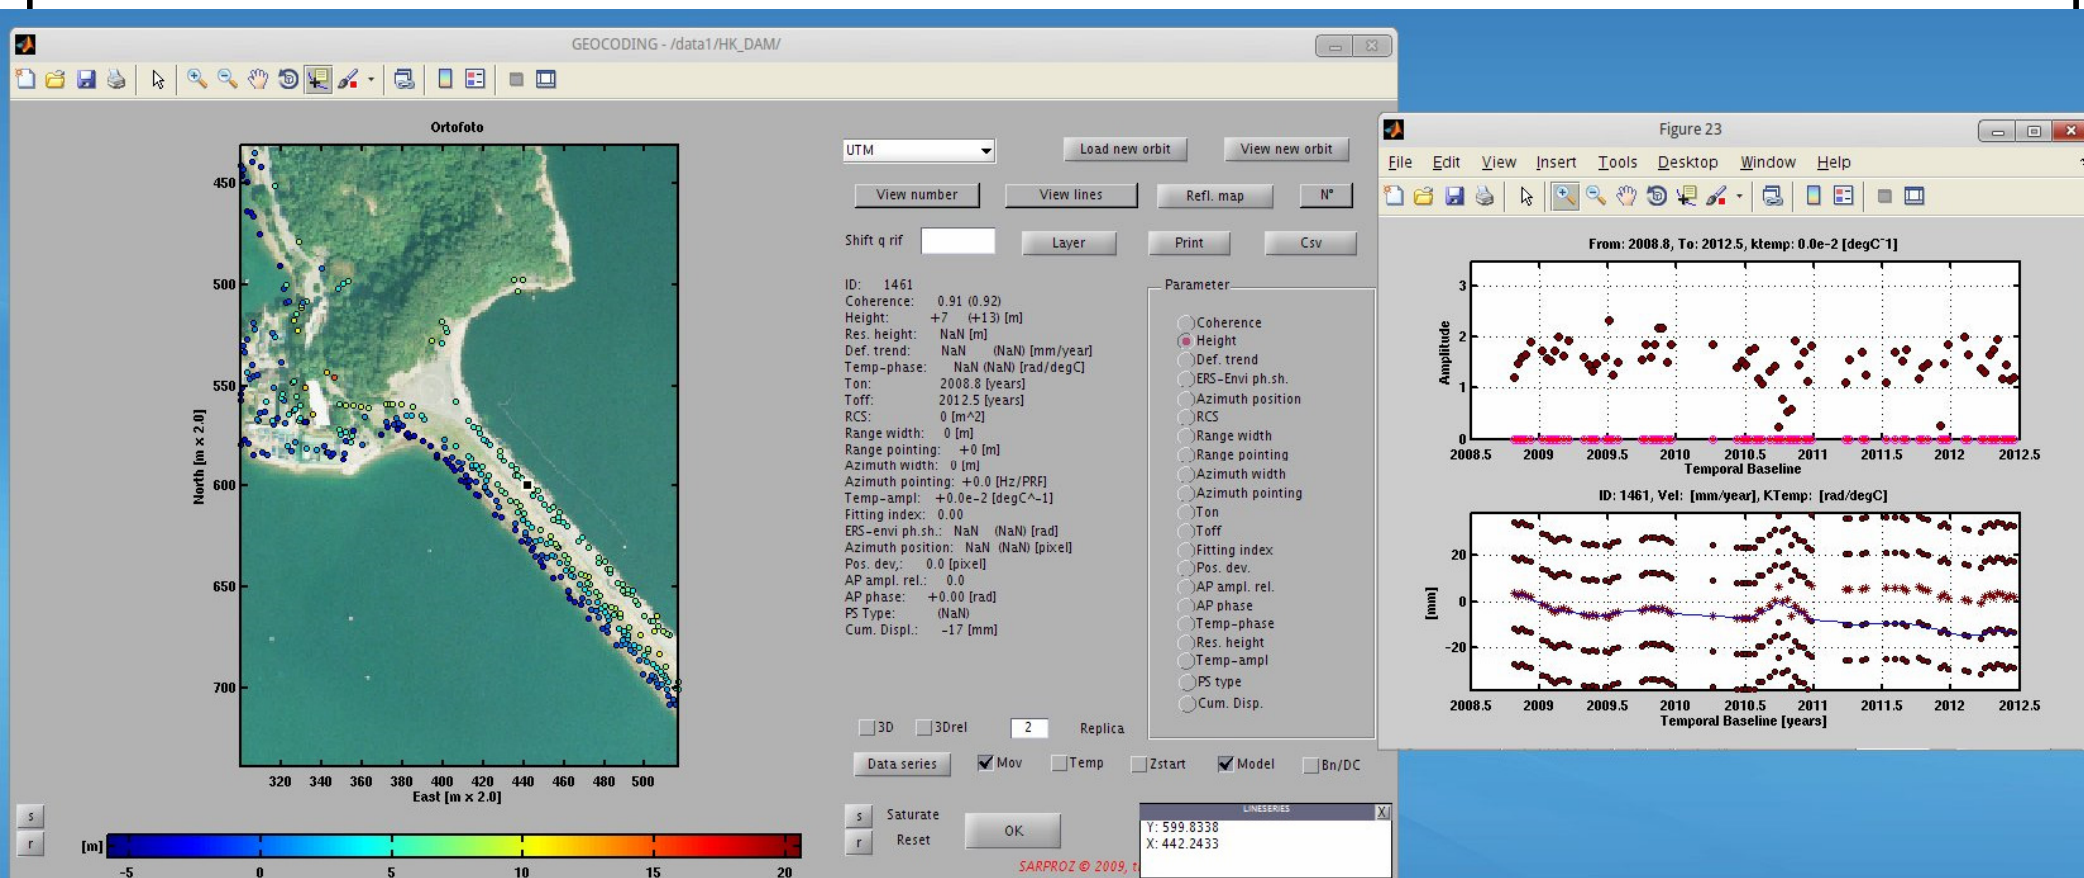 GEOCODING - /data1/HK_DAM/
Ortofoto
450
500
550
600
650
700
North [m x 2.0]
320 340 360 380 400 420 440 460 480 500
East [m x 2.0]
s
r
[m]
-5 0 5 10 15 20
UTM
Load new orbit
View new orbit
View number
View lines
Refl. map
N°
Shift q rif
Layer
Print
Csv
ID: 1461
Coherence: 0.91 (0.92)
Height: +7 (+13) [m]
Res. height: NaN [m]
Def. trend: NaN (NaN) [mm/year]
Temp-phase: NaN (NaN) [rad/degC]
Ton: 2008.8 [years]
Toff: 2012.5 [years]
RCS: 0 [m^2]
Range width: 0 [m]
Range pointing: +0 [m]
Azimuth width: 0 [m]
Azimuth pointing: +0.0 [Hz/PRF]
Temp-ampl: +0.0e-2 [degC^-1]
Fitting index: 0.00
ERS-envi ph.sh.: NaN (NaN) [rad]
Azimuth position: NaN (NaN) [pixel]
Pos. dev,: 0.0 [pixel]
AP ampl. rel.: 0.0
AP phase: +0.00 [rad]
PS Type: (NaN)
Cum. Displ.: -17 [mm]
Parameter
Coherence
Height
Def. trend
ERS-Envi ph.sh.
Azimuth position
RCS
Range width
Range pointing
Azimuth width
Azimuth pointing
Ton
Toff
Fitting index
Pos. dev.
AP ampl. rel.
AP phase
Temp-phase
Res. height
Temp-ampl
PS type
Cum. Disp.
3D
3Drel
2
Replica
Data series
Mov
Temp
Zstart
Model
Bn/DC
s
Saturate
r
Reset
OK
SARPROZ © 2009,
LINESERIES
X
Y: 599.8338
X: 442.2433
Figure 23
File Edit View Insert Tools Desktop Window Help
From: 2008.8, To: 2012.5, ktemp: 0.0e-2 [degC^-1]
3
2
1
0
Amplitude
2008.5 2009 2009.5 2010 2010.5 2011 2011.5 2012 2012.5
Temporal Baseline
ID: 1461, Vel: [mm/year], KTemp: [rad/degC]
20
0
-20
[mm]
2008.5 2009 2009.5 2010 2010.5 2011 2011.5 2012 2012.5
Temporal Baseline [years]